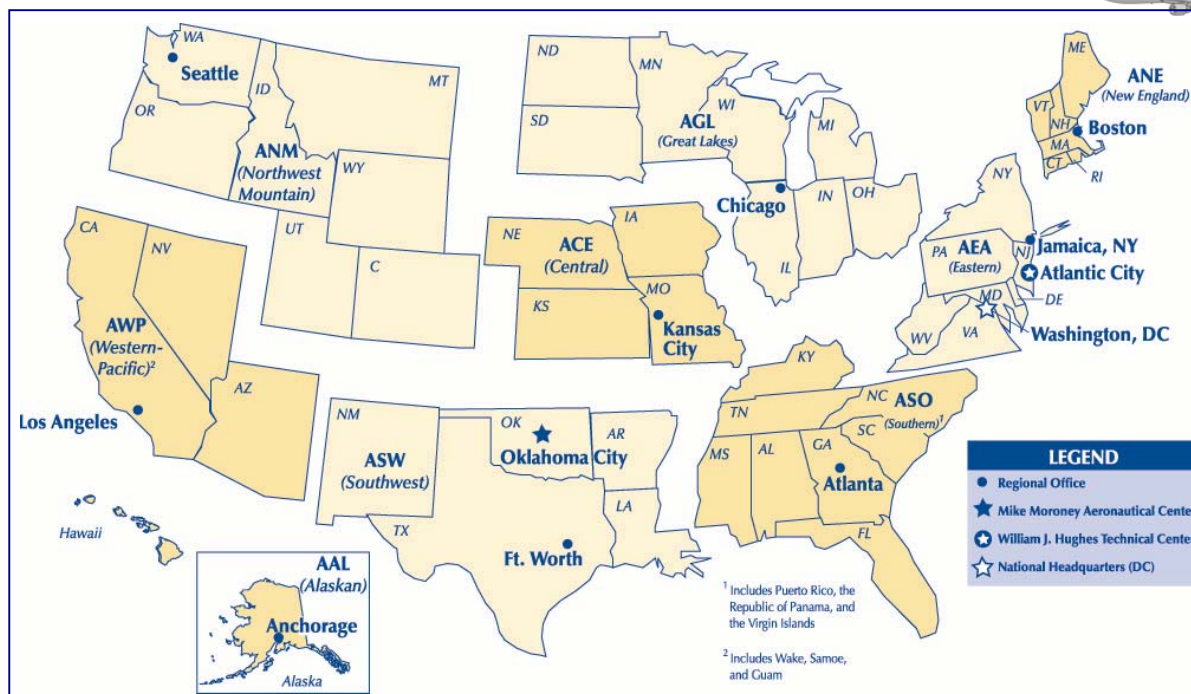 WA
Seattle
OR
ID
MT
ANM
(Northwest
Mountain)
WY
UT
C
ND
SD
MN
WI
AGL
(Great Lakes)
MI
Chicago
IL
IN
OH
ME
ANE
(New England)
VT
NH
Boston
MA
CT
RI
NY
Jamaica, NY
PA
AEA
(Eastern)
NJ
Atlantic City
MD
DE
WV
VA
Washington, DC
CA
NV
AWP
(Western-
Pacific)2
AZ
Los Angeles
NE
ACE
(Central)
IA
KS
MO
Kansas
City
KY
TN
NC
ASO
(Southern)1
SC
MS
AL
GA
Atlanta
FL
NM
ASW
(Southwest)
OK
Oklahoma City
AR
TX
LA
Ft. Worth
Hawaii
AAL
(Alaskan)
Anchorage
Alaska
1 Includes Puerto Rico, the
Republic of Panama, and
the Virgin Islands
2 Includes Wake, Samoe,
and Guam
LEGEND
Regional Office
Mike Moroney Aeronautical Center
William J. Hughes Technical Center
National Headquarters (DC)